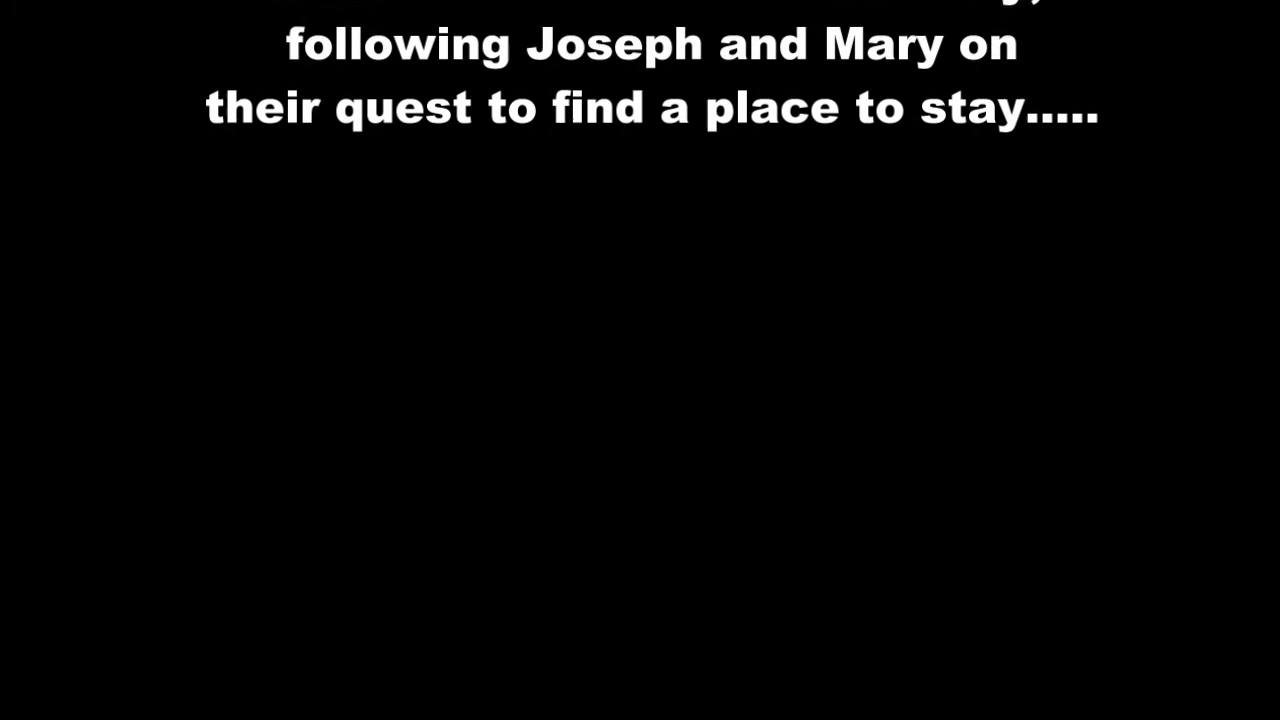 following Joseph and Mary on
their quest to find a place to stay.....